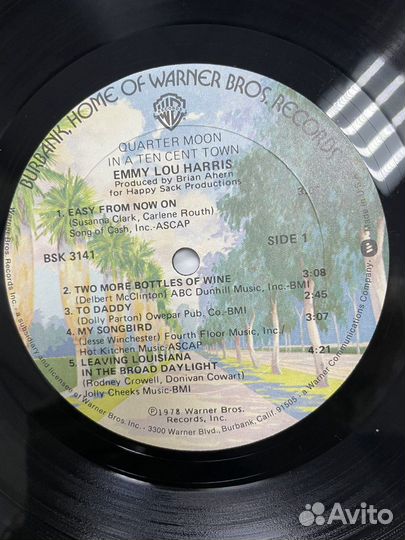 BURBANK, HOME OF WARNER BROS. RECORDS
WB
QUARTER MOON
IN A TEN CENT TOWN
EMMY LOU HARRIS
Produced by Brian Ahern
for Happy Sack Productions
1. EASY FROM NOW ON
(Susanna Clark, Carlene Routh)
Song of Cash, Inc.-ASCAP
BSK 3141
SIDE 1
2. TWO MORE BOTTLES OF WINE 3:08
(Delbert McClinton) ABC Dunhill Music, Inc.-BMI
3. TO DADDY 2:45
(Dolly Parton) Owepar Pub. Co.-BMI
4. MY SONGBIRD 3:07
(Jesse Winchester) Fourth Floor Music, Inc./
Hot Kitchen Music-ASCAP
5. LEAVING LOUISIANA
IN THE BROAD DAYLIGHT 4:21
(Rodney Crowell, Donivan Cowart)
Jolly Cheeks Music-BMI
©1978 Warner Bros.
Records, Inc.
Bros. Records Inc., a subsidiary and licensee of Warner Bros. Inc. · 3300 Warner Blvd., Burbank, Calif. 91505 · a Warner Communications Company
Avito